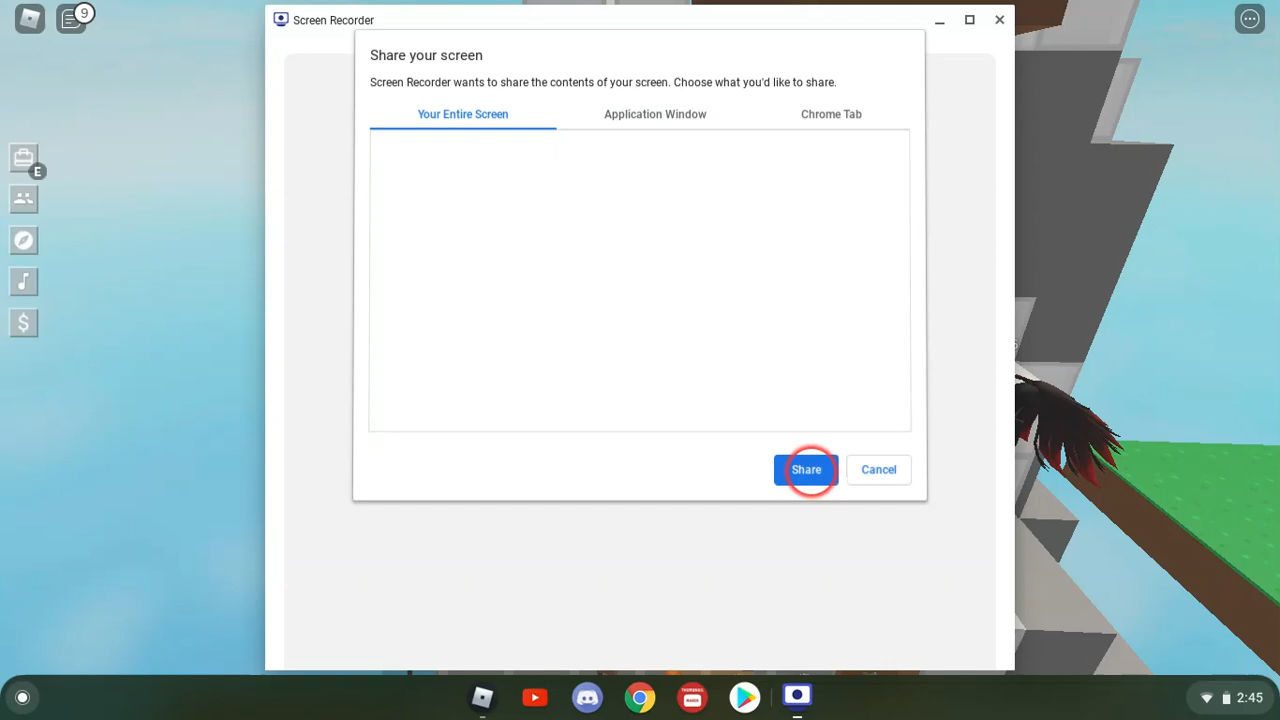 9
Screen Recorder
Share your screen
Screen Recorder wants to share the contents of your screen. Choose what you'd like to share.
Your Entire Screen
Application Window
Chrome Tab
E
$
Share
Cancel
2:45